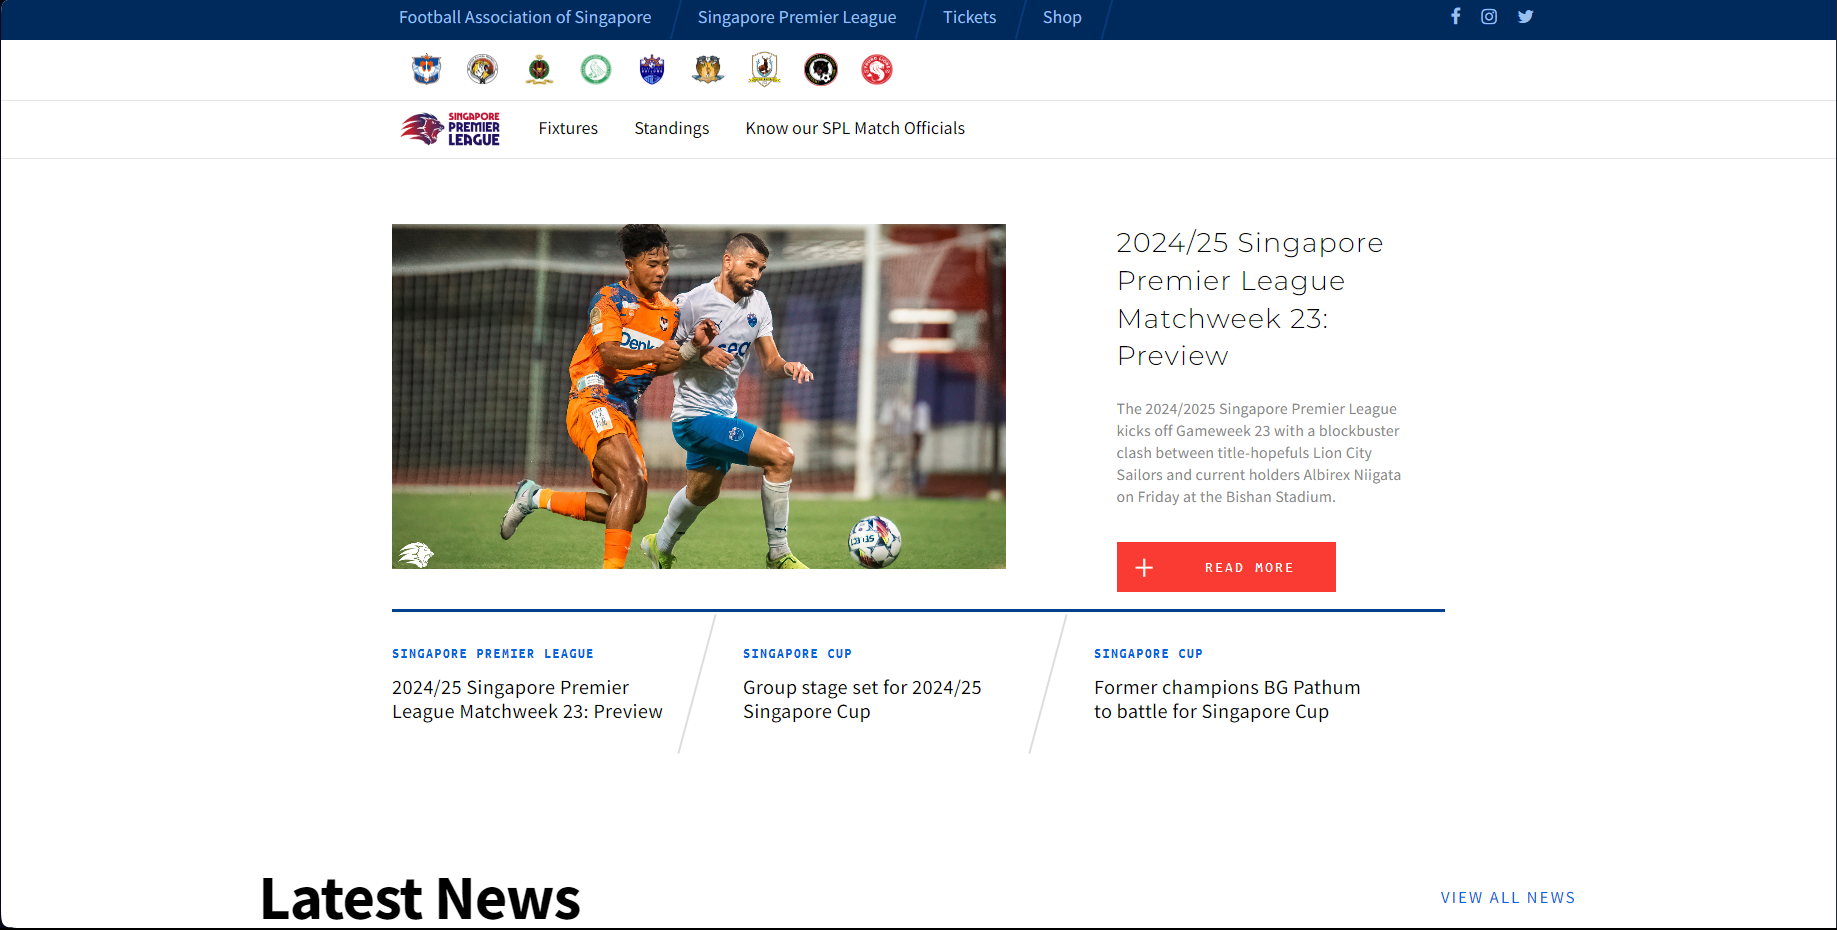 Football Association of Singapore
Singapore Premier League
Tickets
Shop
SINGAPORE
PREMIER
LEAGUE
Fixtures
Standings
Know our SPL Match Officials
Denk
sea
2024/25 Singapore
Premier League
Matchweek 23:
Preview
The 2024/2025 Singapore Premier League
kicks off Gameweek 23 with a blockbuster
clash between title-hopefuls Lion City
Sailors and current holders Albirex Niigata
on Friday at the Bishan Stadium.
READ MORE
SINGAPORE PREMIER LEAGUE
2024/25 Singapore Premier
League Matchweek 23: Preview
SINGAPORE CUP
Group stage set for 2024/25
Singapore Cup
SINGAPORE CUP
Former champions BG Pathum
to battle for Singapore Cup
Latest News
VIEW ALL NEWS